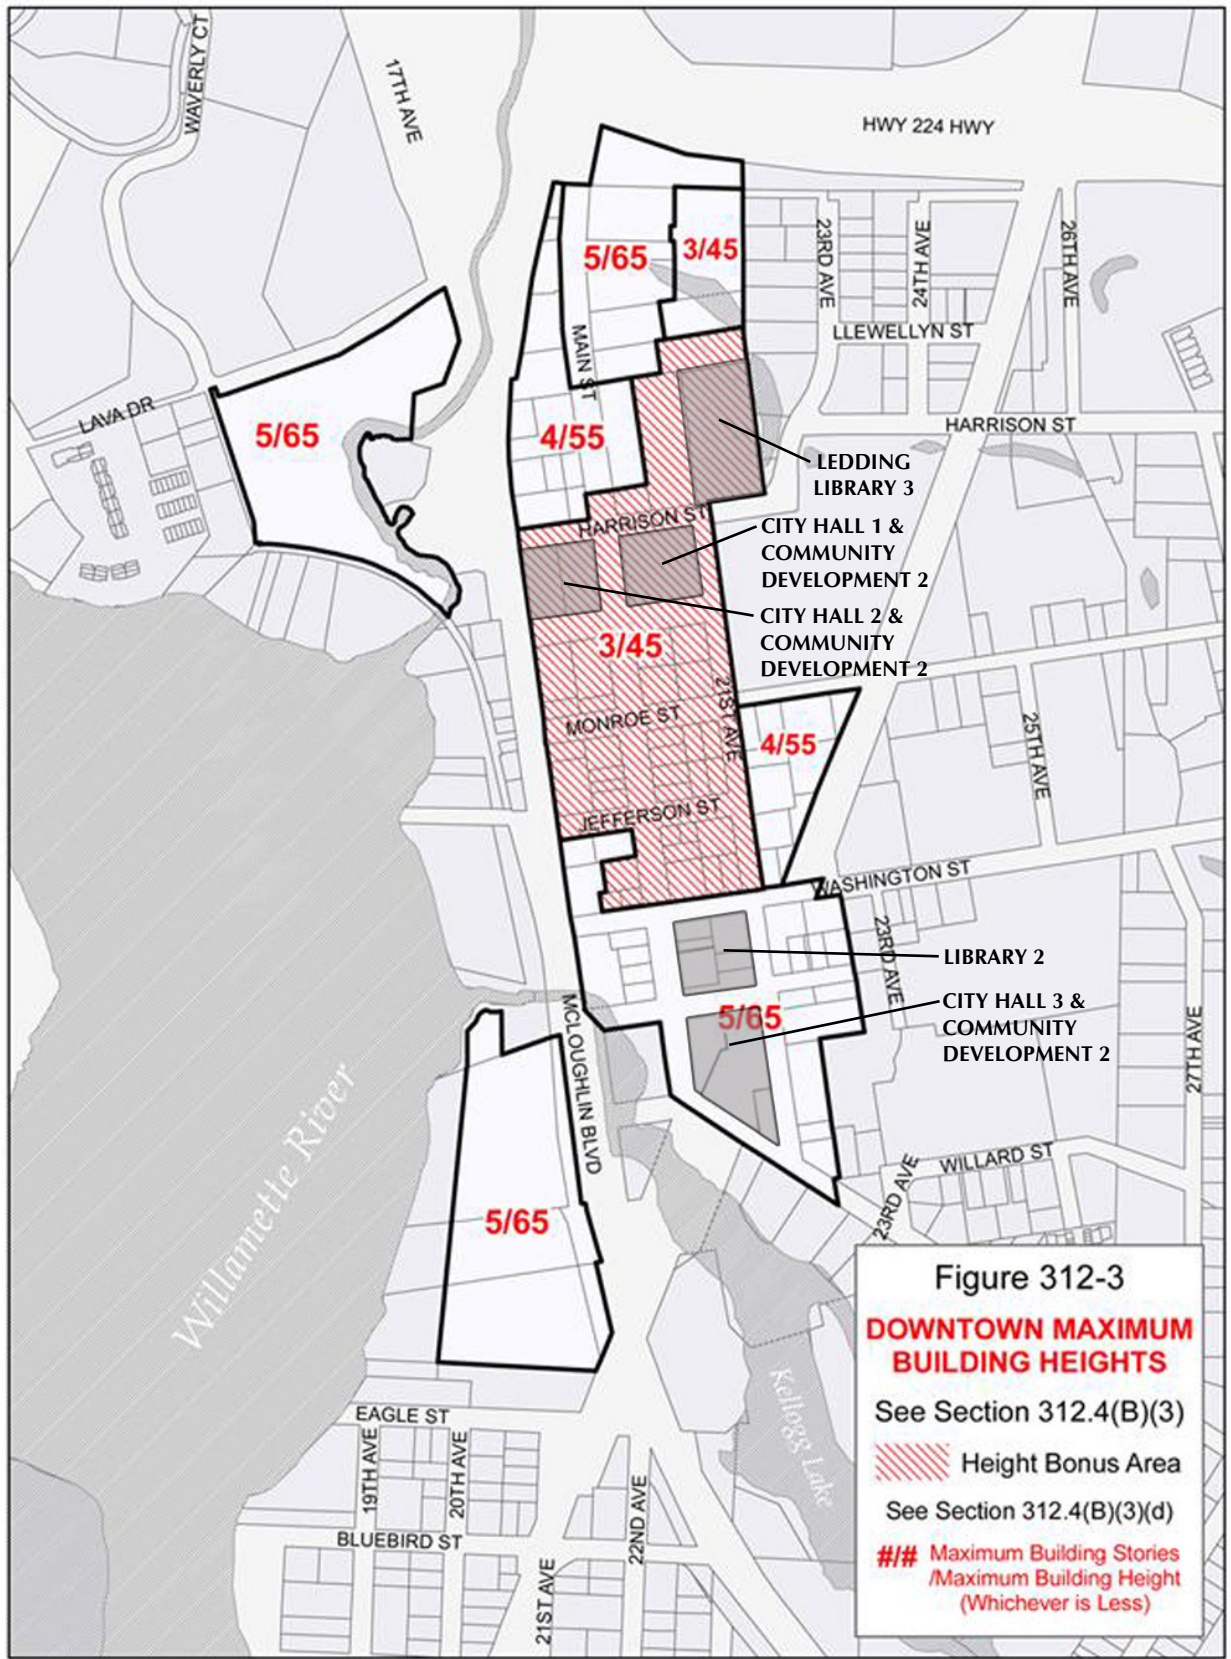 WAVERLY CT
17TH AVE
HWY 224 HWY
5/65
3/45
23RD AVE
24TH AVE
26TH AVE
MAIN ST
LLEWELLYN ST
LAVA DR
5/65
4/55
HARRISON ST
LEDDING
LIBRARY 3
HARRISON ST
CITY HALL 1 &
COMMUNITY
DEVELOPMENT 2
CITY HALL 2 &
COMMUNITY
DEVELOPMENT 2
3/45
21ST AVE
MONROE ST
4/55
25TH AVE
JEFFERSON ST
WASHINGTON ST
23RD AVE
LIBRARY 2
CITY HALL 3 &
COMMUNITY
DEVELOPMENT 2
5/65
MCLOUGHLIN BLVD
27TH AVE
Willamette River
WILLARD ST
23RD AVE
5/65
Kellogg Lake
EAGLE ST
19TH AVE
20TH AVE
22ND AVE
BLUEBIRD ST
21ST AVE
Figure 312-3
DOWNTOWN MAXIMUM
BUILDING HEIGHTS
See Section 312.4(B)(3)
Height Bonus Area
See Section 312.4(B)(3)(d)
#/# Maximum Building Stories
/Maximum Building Height
(Whichever is Less)